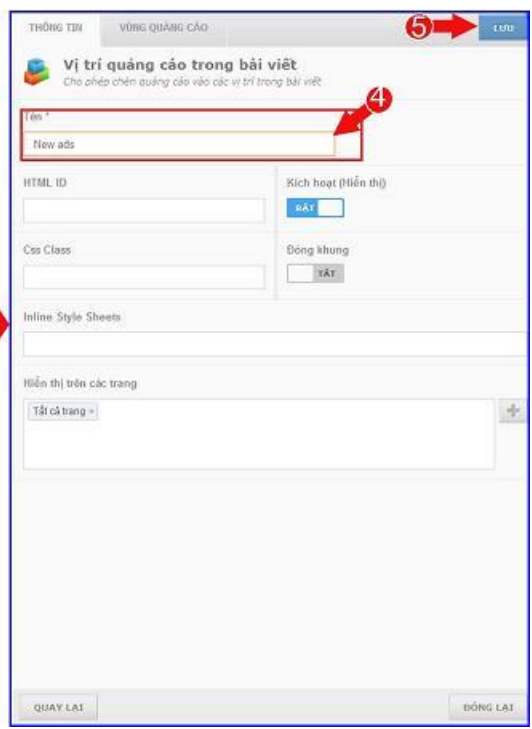 THÔNG TIN VÙNG QUẢNG CÁO 5 LƯU
Vị trí quảng cáo trong bài viết
Cho phép chèn quảng cáo vào các vị trí trong bài viết
4
Tên *
New ads
HTML ID Kích hoạt (Hiển thị)
BẬT
Css Class Đóng khung
TẮT
Inline Style Sheets
Hiển thị trên các trang
Tất cả trang ×
QUAY LẠI ĐÓNG LẠI